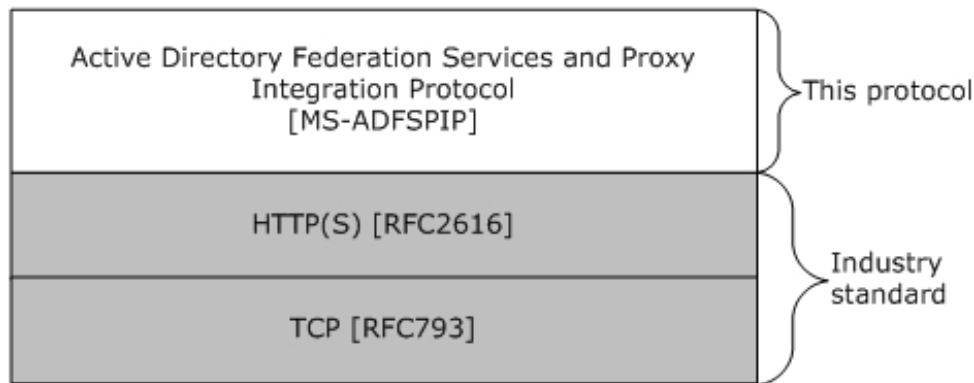 Active Directory Federation Services and Proxy
Integration Protocol
[MS-ADFSPIP]
This protocol
HTTP(S) [RFC2616]
TCP [RFC793]
Industry
standard